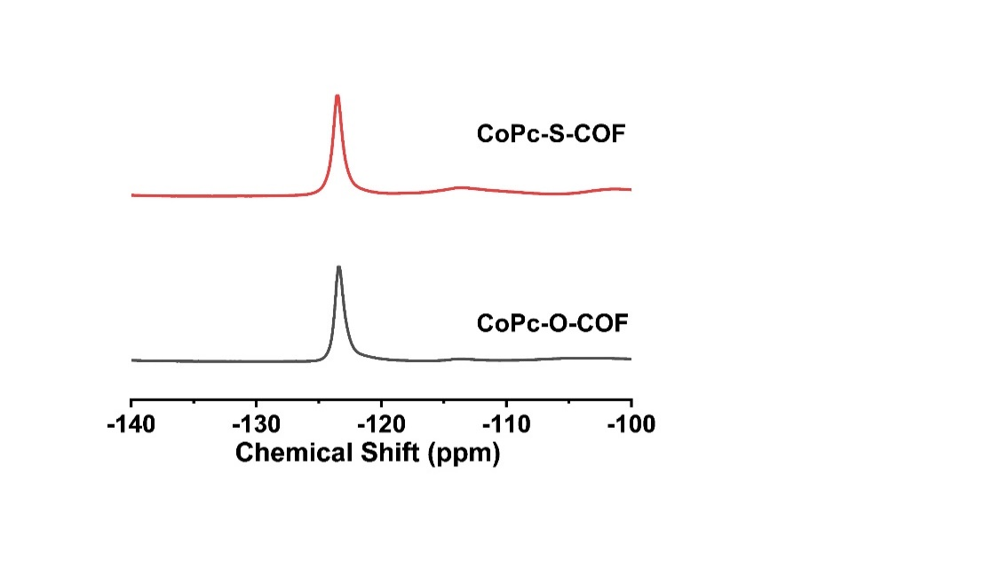 CoPc-S-COF
CoPc-O-COF
-140 -130 -120 -110 -100
Chemical Shift (ppm)